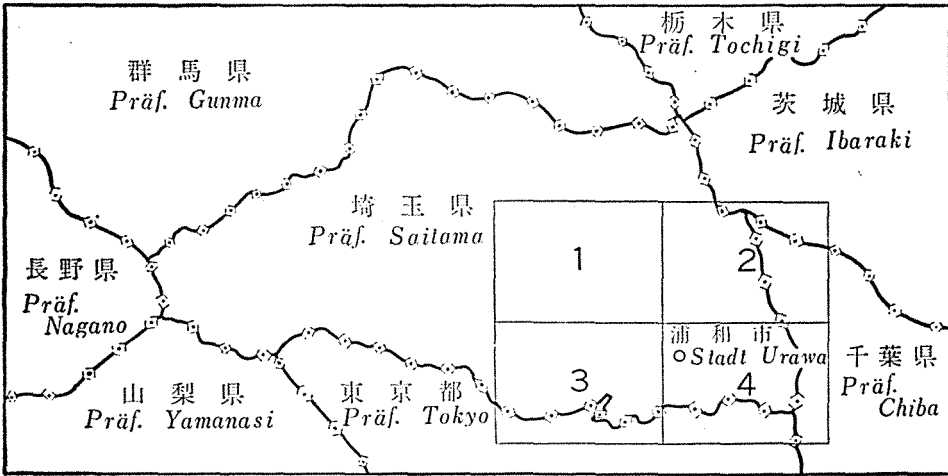 栃木県
Präf. Tochigi
群馬県
Präf. Gunma
茨城県
Präf. Ibaraki
埼玉県
Präf. Saitama
1
2
長野県
Präf.
Nagano
浦和市
Stadt Urawa
千葉県
Präf.
Chiba
3
4
山梨県
Präf. Yamanasi
東京都
Präf. Tokyo